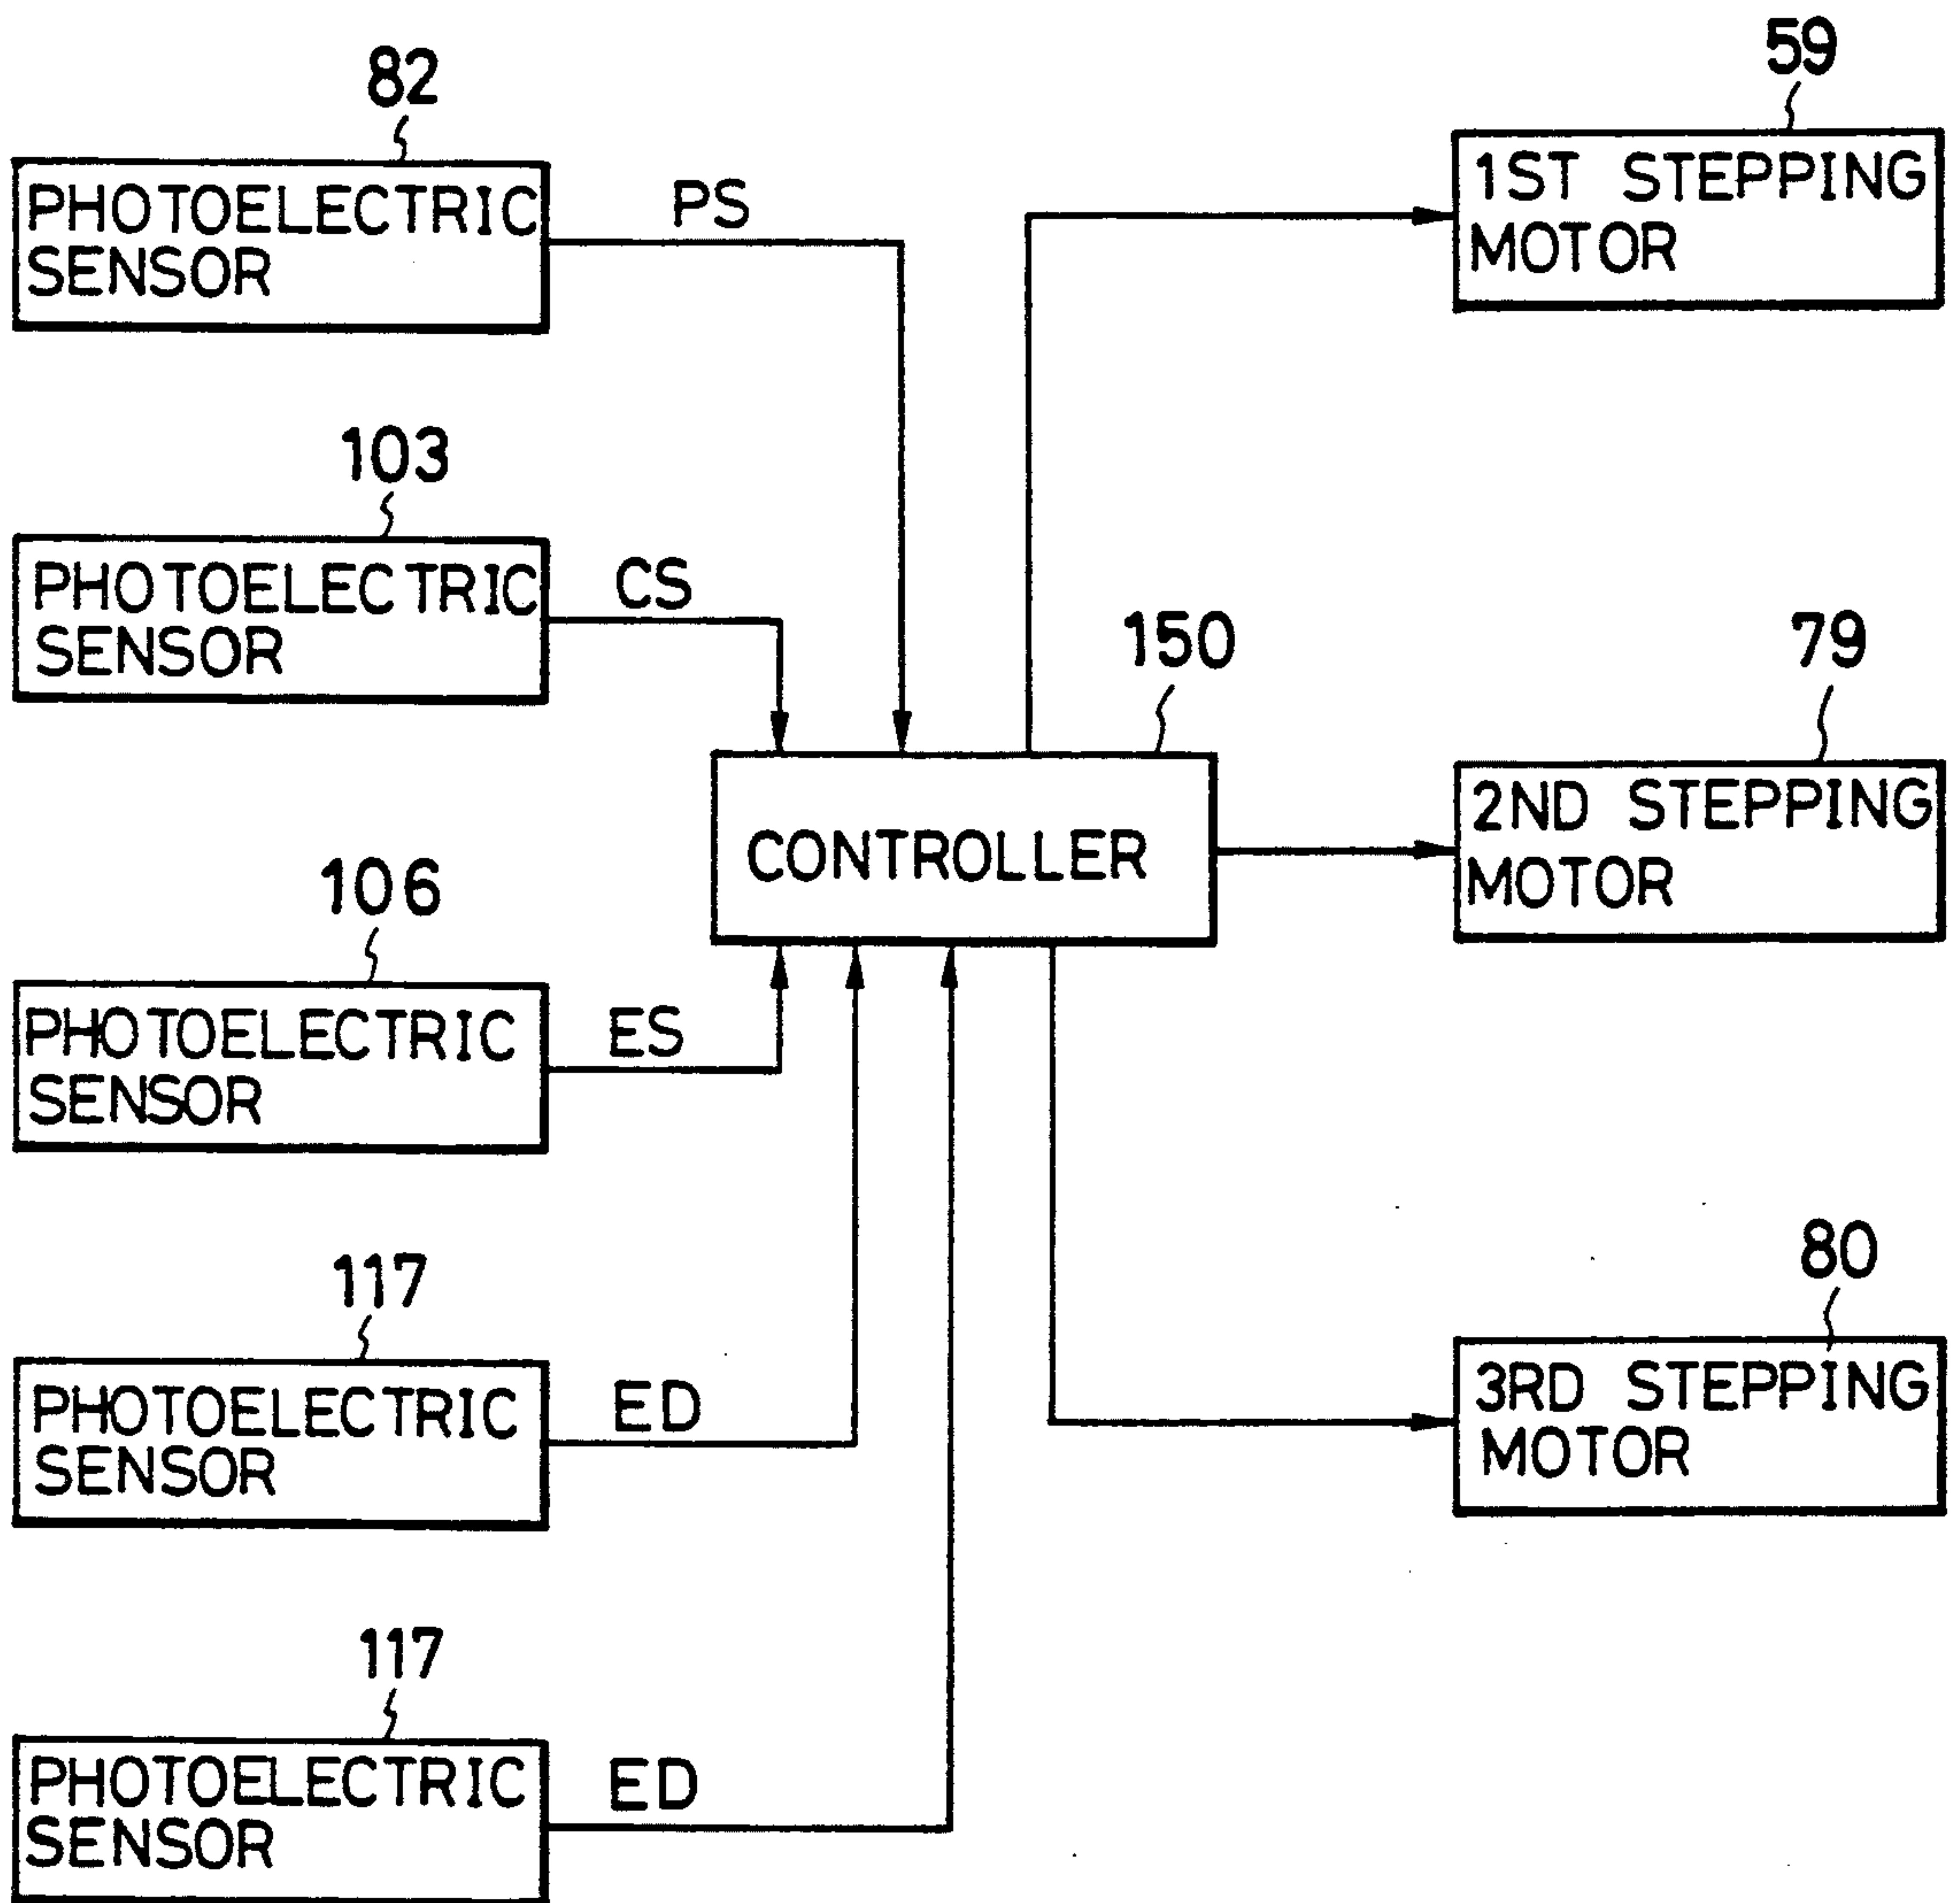 82
PHOTOELECTRIC
SENSOR
PS
103
PHOTOELECTRIC
SENSOR
CS
106
PHOTOELECTRIC
SENSOR
ES
117
PHOTOELECTRIC
SENSOR
ED
117
PHOTOELECTRIC
SENSOR
ED
150
CONTROLLER
59
1ST STEPPING
MOTOR
79
2ND STEPPING
MOTOR
80
3RD STEPPING
MOTOR